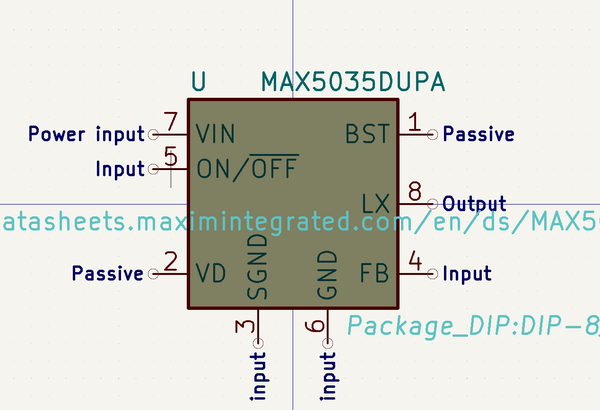 U MAX5035DUPA
Power input 7 VIN BST 1 Passive
Input 5 ON/OFF
LX 8 Output
atasheets.maximintegrated.com/en/ds/MAX5
Passive 2 VD SGND GND FB 4 Input
3 6 Package_DIP:DIP-8
input input